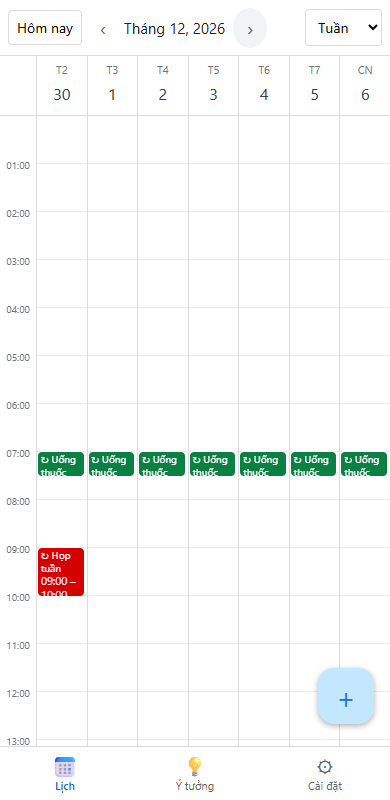 Hôm nay ‹ Tháng 12, 2026 › Tuần
T2 T3 T4 T5 T6 T7 CN
30 1 2 3 4 5 6
01:00
02:00
03:00
04:00
05:00
06:00
07:00
↻ Uống ↻ Uống ↻ Uống ↻ Uống ↻ Uống ↻ Uống ↻ Uống
thuốc thuốc thuốc thuốc thuốc thuốc thuốc
08:00
09:00
↻ Họp
tuần
09:00 –
10:00
10:00
11:00
12:00
+
13:00
Lịch Ý tưởng Cài đặt